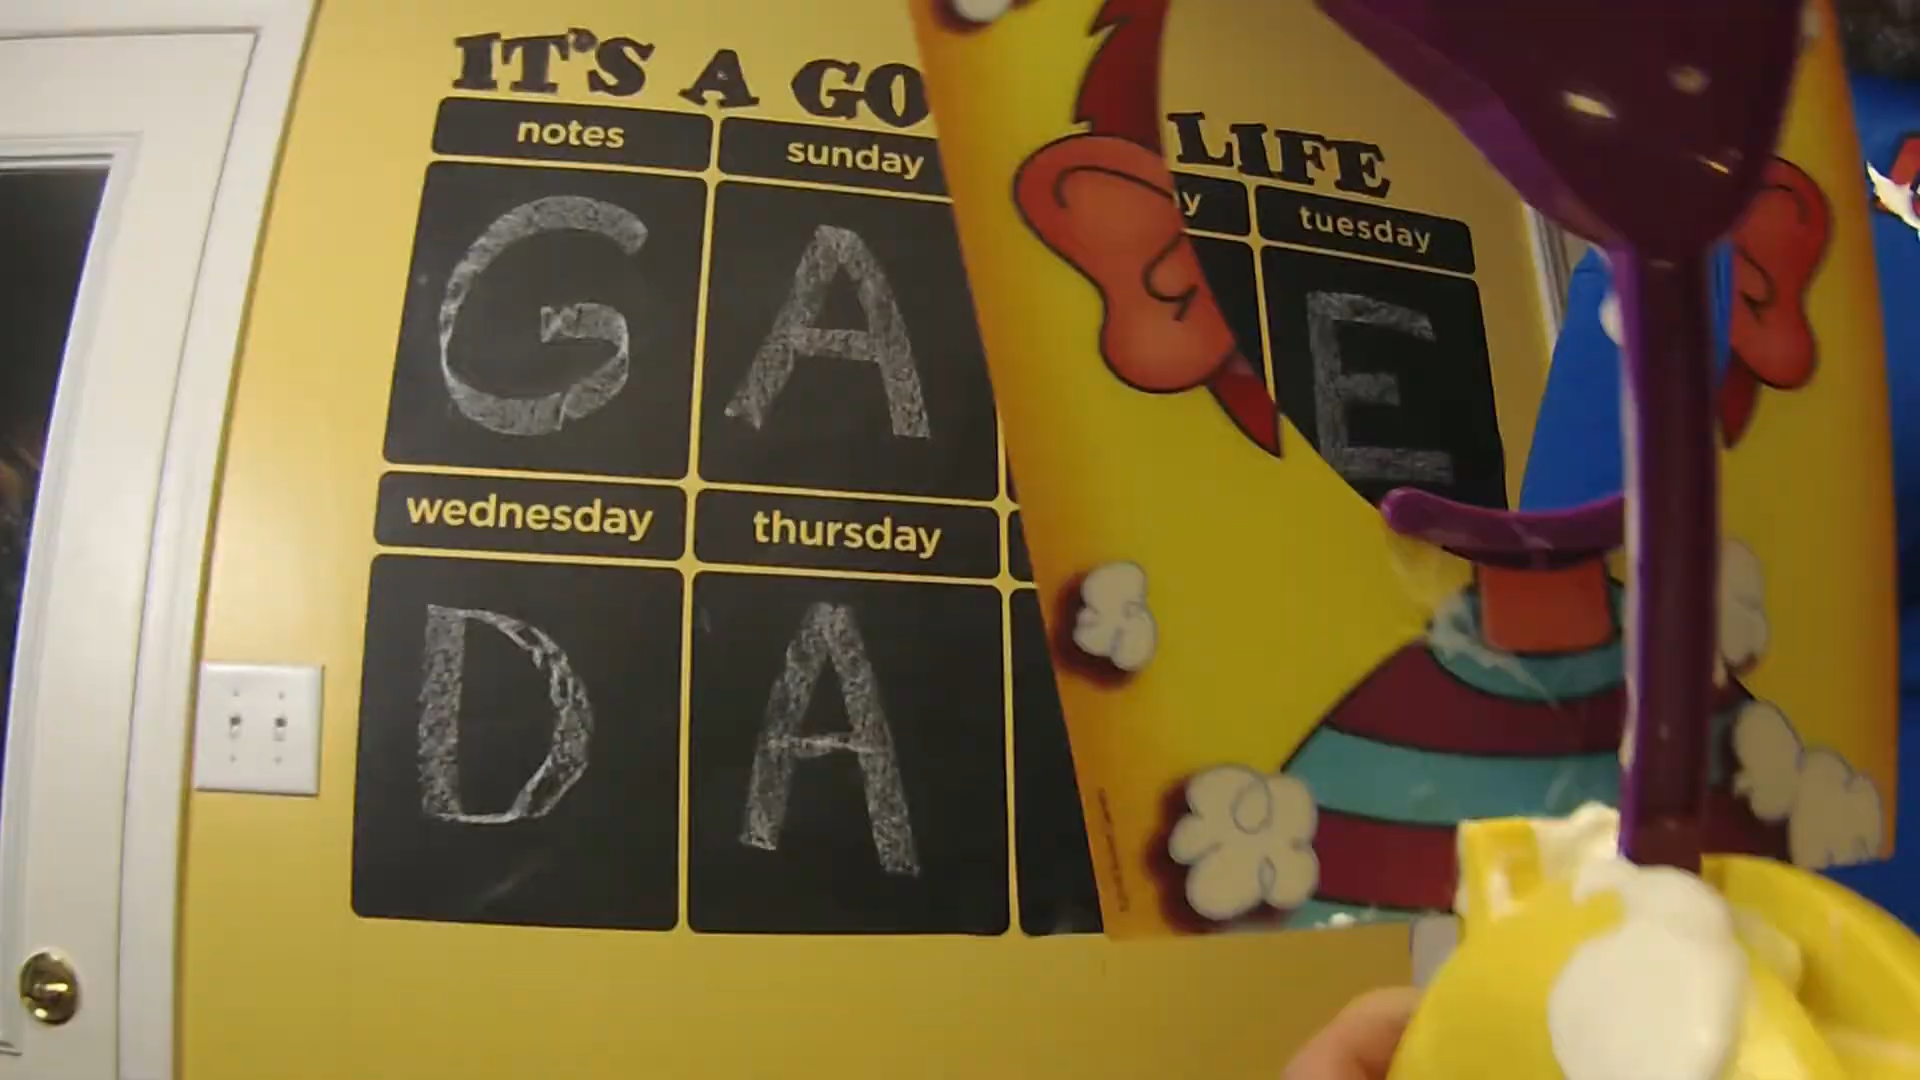 IT'S A GO LIFE
notes sunday y tuesday
G A E
wednesday thursday
D A